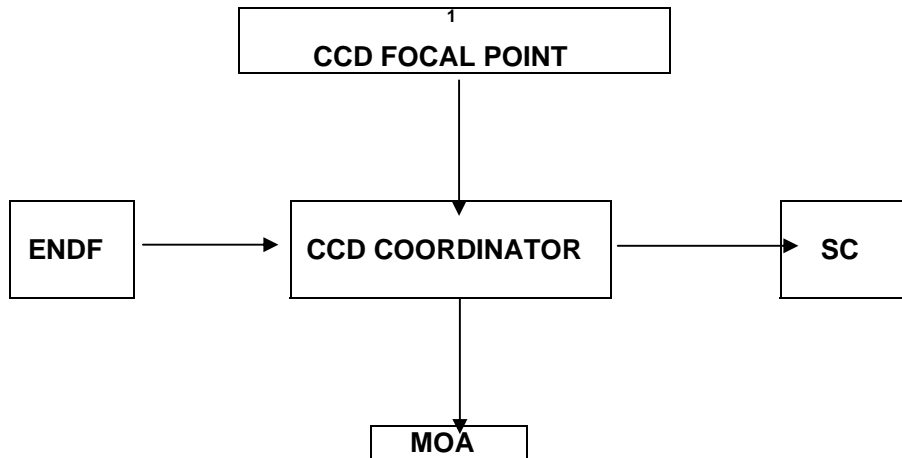 1
CCD FOCAL POINT
ENDF
CCD COORDINATOR
SC
MOA